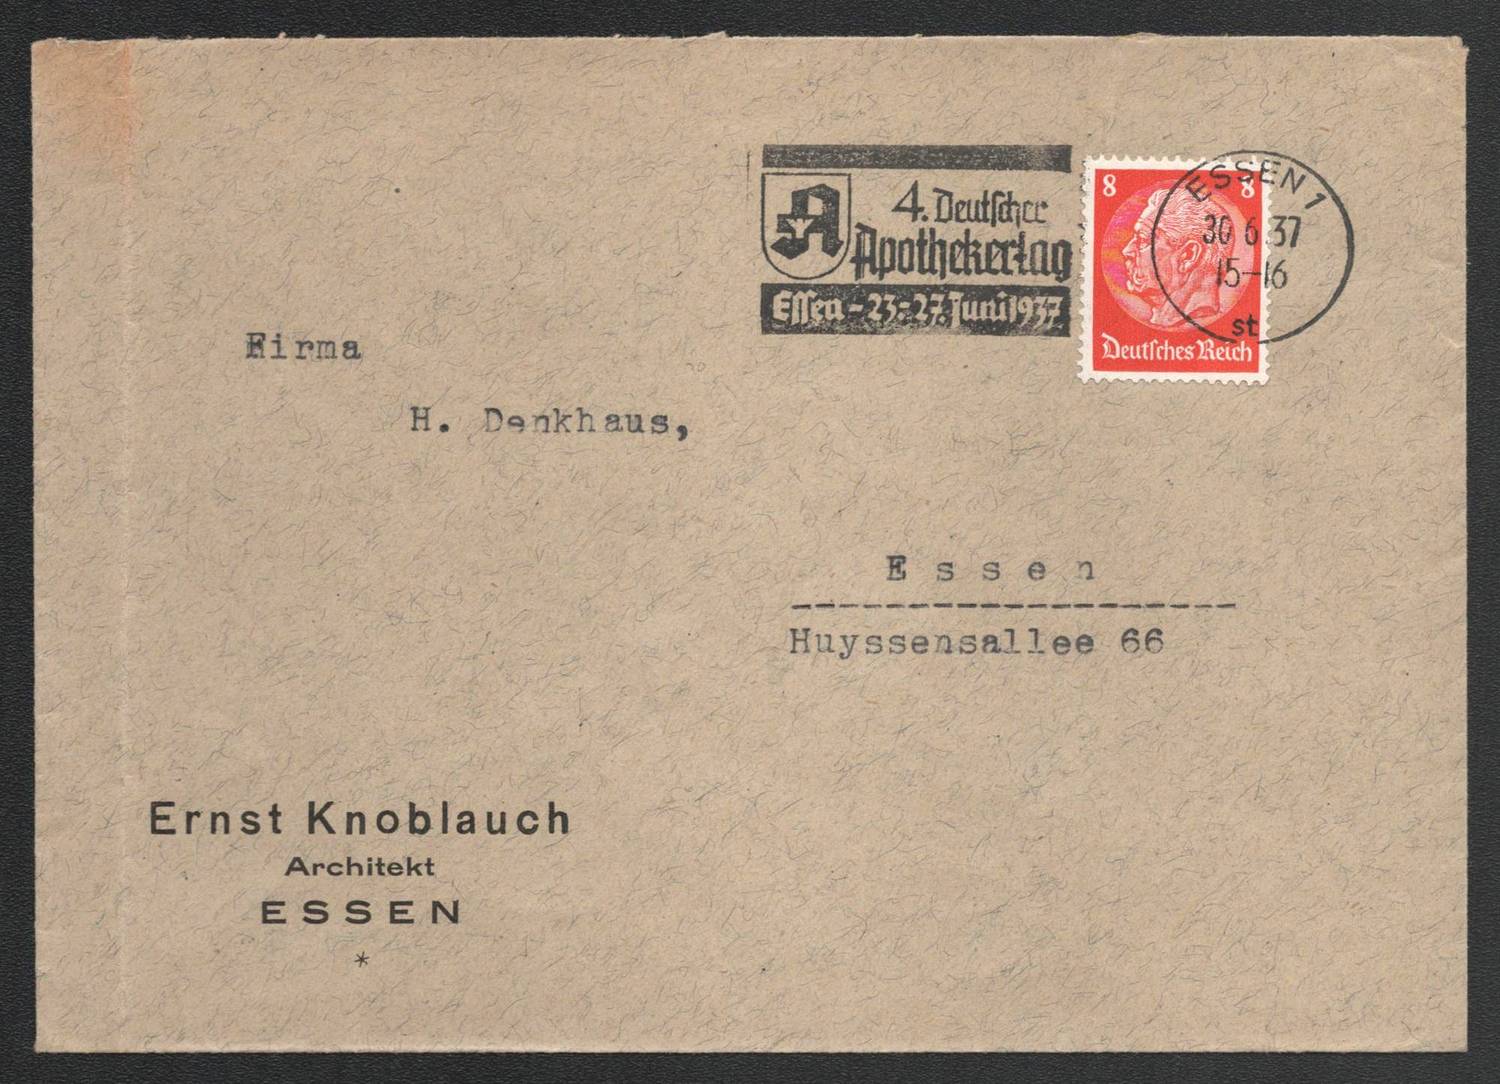 4. Deutscher
Apothekertag
Essen - 23.-27. Juni 1937
8 8
Deutsches Reich
ESSEN 1
30 6.37
15-16
st
Firma
H. Denkhaus,
Essen
-------------------
Huyssensallee 66
Ernst Knoblauch
Architekt
ESSEN
*